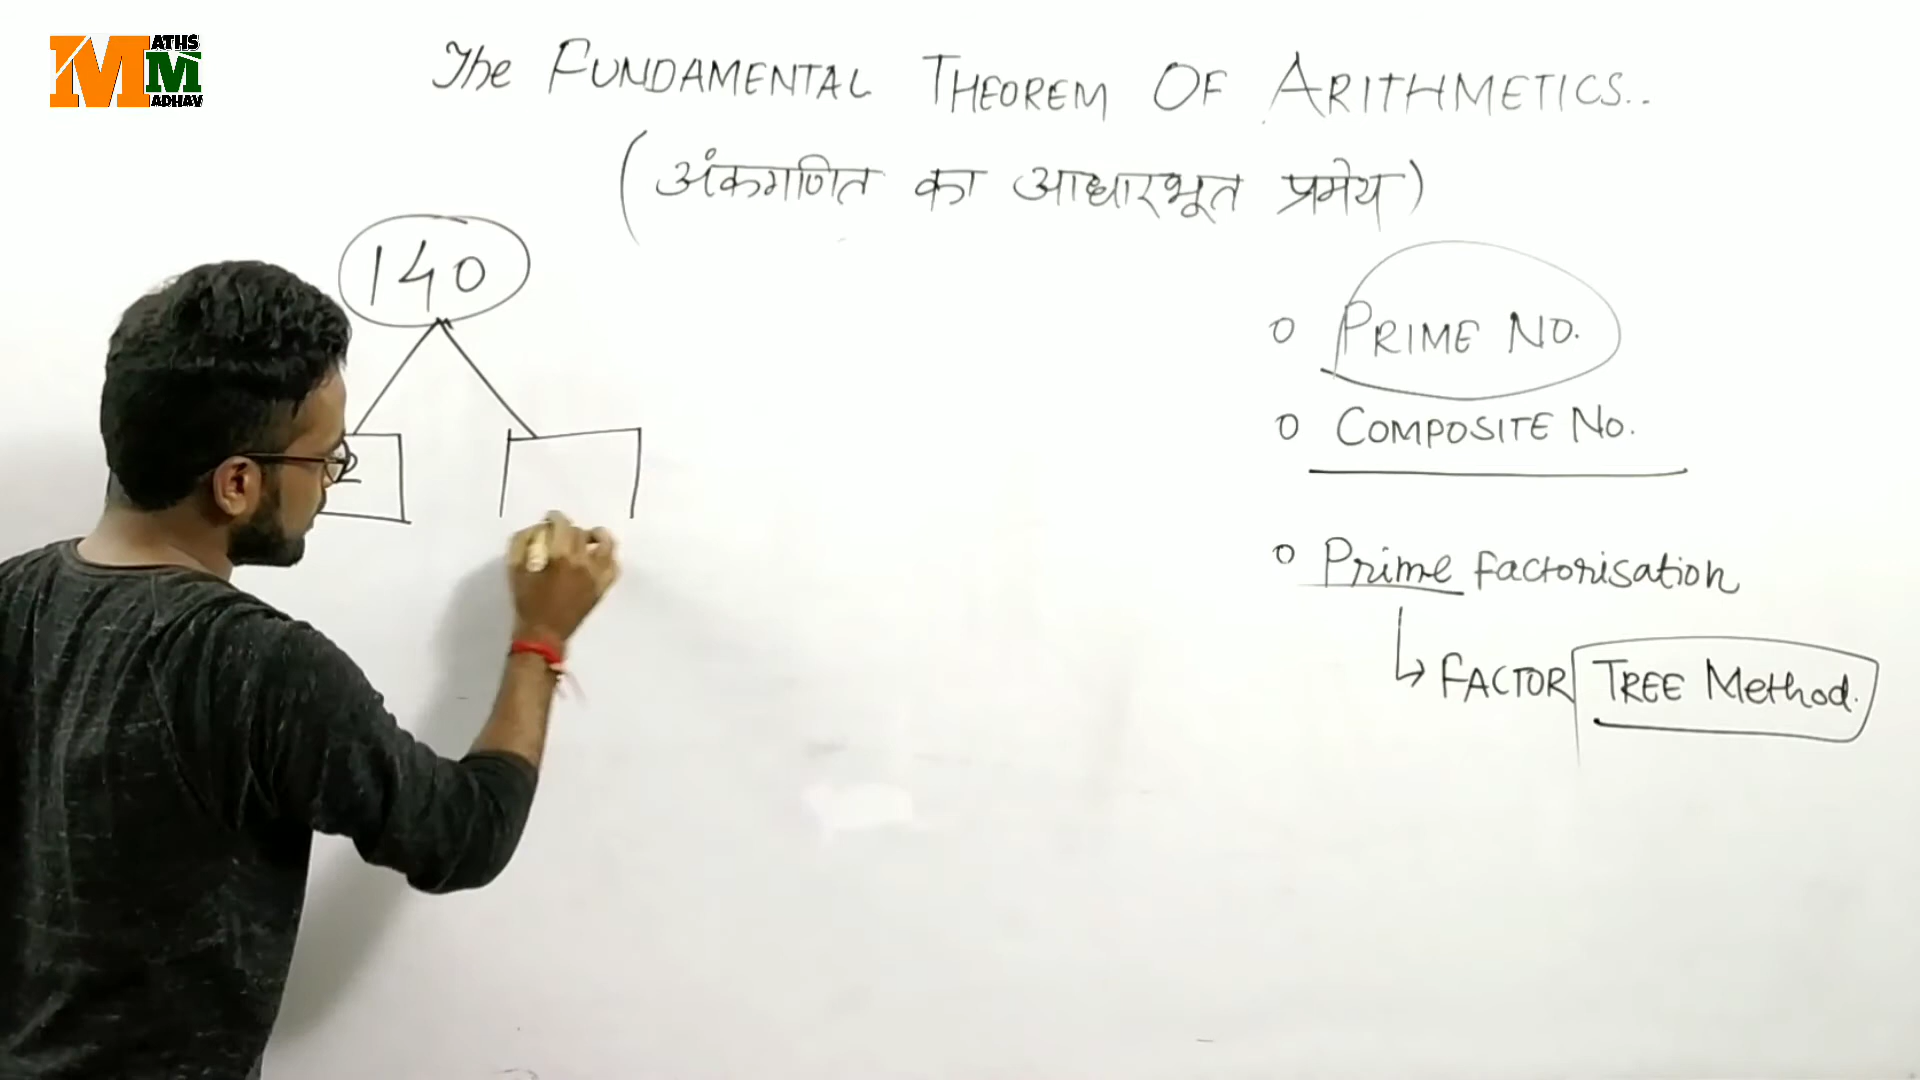 MATHS
MADHAV
The FUNDAMENTAL THEOREM OF ARITHMETICS..
(अंकगणित का आधारभूत प्रमेय)
140
2
o PRIME NO.
o COMPOSITE NO.
o Prime factorisation
↳ FACTOR TREE Method.